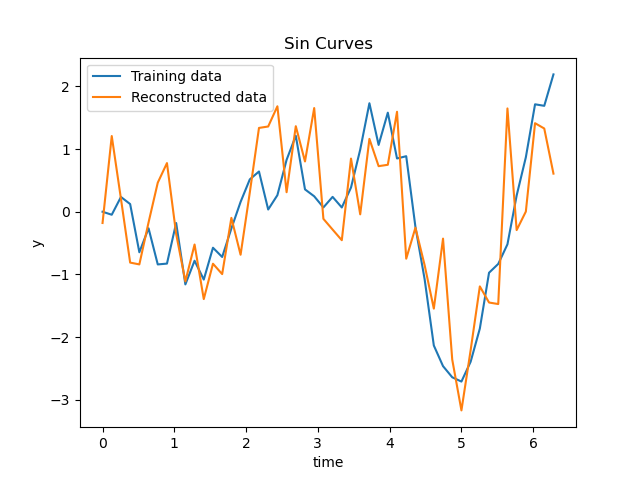 Sin Curves
Training data
Reconstructed data
2
1
0
−1
−2
−3
y
0 1 2 3 4 5 6
time